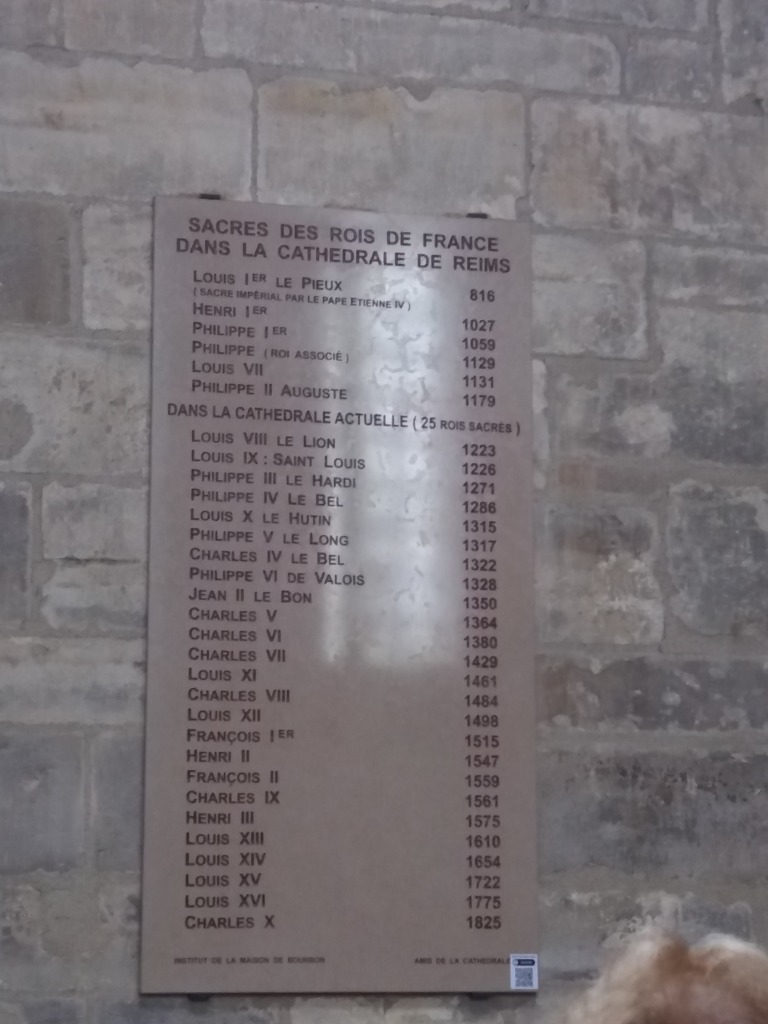 SACRES DES ROIS DE FRANCE
DANS LA CATHEDRALE DE REIMS
LOUIS IER LE PIEUX 816
( SACRE IMPÉRIAL PAR LE PAPE ETIENNE IV )
HENRI IER 1027
PHILIPPE IER 1059
PHILIPPE ( ROI ASSOCIÉ ) 1129
LOUIS VII 1131
PHILIPPE II AUGUSTE 1179
DANS LA CATHEDRALE ACTUELLE ( 25 ROIS SACRÉS )
LOUIS VIII LE LION 1223
LOUIS IX : SAINT LOUIS 1226
PHILIPPE III LE HARDI 1271
PHILIPPE IV LE BEL 1286
LOUIS X LE HUTIN 1315
PHILIPPE V LE LONG 1317
CHARLES IV LE BEL 1322
PHILIPPE VI DE VALOIS 1328
JEAN II LE BON 1350
CHARLES V 1364
CHARLES VI 1380
CHARLES VII 1429
LOUIS XI 1461
CHARLES VIII 1484
LOUIS XII 1498
FRANÇOIS IER 1515
HENRI II 1547
FRANÇOIS II 1559
CHARLES IX 1561
HENRI III 1575
LOUIS XIII 1610
LOUIS XIV 1654
LOUIS XV 1722
LOUIS XVI 1775
CHARLES X 1825
INSTITUT DE LA MAISON DE BOURBON AMIS DE LA CATHEDRALE